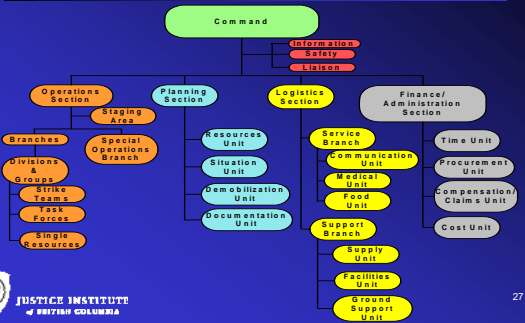 Command
Information
Safety
Liaison
Operations
Section
Staging
Area
Branches
Special
Operations
Branch
Divisions
&
Groups
Strike
Teams
Task
Forces
Single
Resources
Planning
Section
Resources
Unit
Situation
Unit
Demobilization
Unit
Documentation
Unit
Logistics
Section
Service
Branch
Communication
Unit
Medical
Unit
Food
Unit
Support
Branch
Supply
Unit
Facilities
Unit
Ground
Support
Unit
Finance/
Administration
Section
Time Unit
Procurement
Unit
Compensation/
Claims Unit
Cost Unit
JUSTICE INSTITUTE
of BRITISH COLUMBIA
27